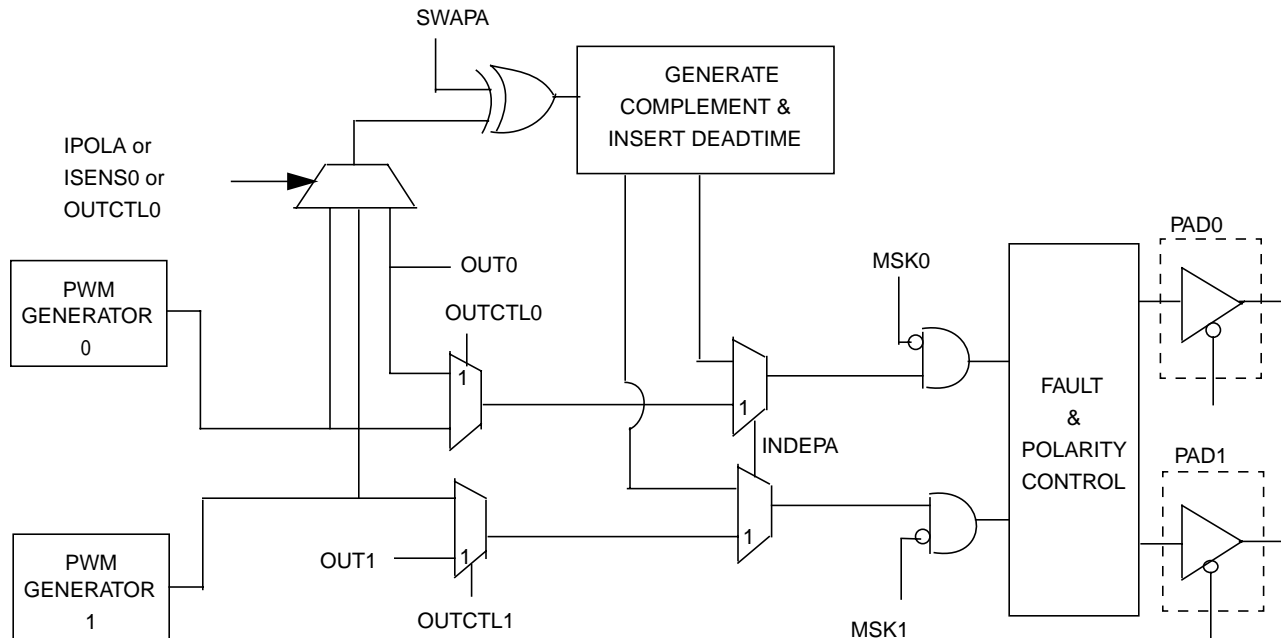 SWAPA
GENERATE
COMPLEMENT &
INSERT DEADTIME
IPOLA or
ISENS0 or
OUTCTL0
PWM
GENERATOR
0
OUT0
OUTCTL0
1
1
INDEPA
MSK0
FAULT
&
POLARITY
CONTROL
PAD0
PAD1
PWM
GENERATOR
1
OUT1
1
OUTCTL1
1
MSK1